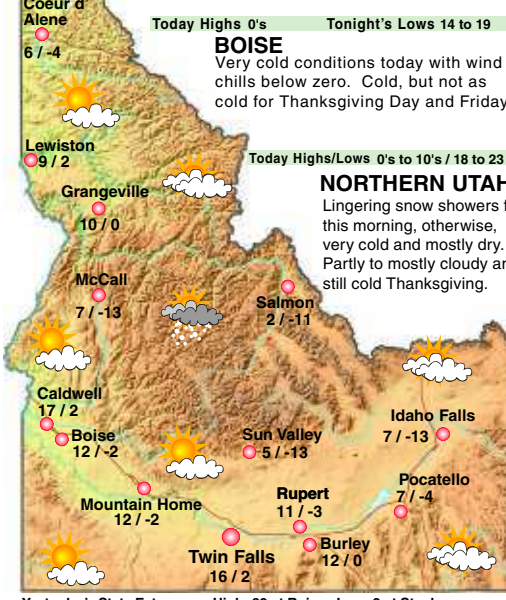 Coeur d'
Alene
6 / -4
Today Highs 0's Tonight's Lows 14 to 19
BOISE
Very cold conditions today with wind
chills below zero. Cold, but not as
cold for Thanksgiving Day and Friday
Lewiston
9 / 2
Today Highs/Lows 0's to 10's / 18 to 23
NORTHERN UTAH
Lingering snow showers
this morning, otherwise,
very cold and mostly dry.
Partly to mostly cloudy
still cold Thanksgiving.
Grangeville
10 / 0
McCall
7 / -13
Salmon
2 / -11
Caldwell
17 / 2
Boise
12 / -2
Idaho Falls
7 / -13
Sun Valley
5 / -13
Mountain Home
12 / -2
Rupert
11 / -3
Pocatello
7 / -4
Twin Falls
16 / 2
Burley
12 / 0